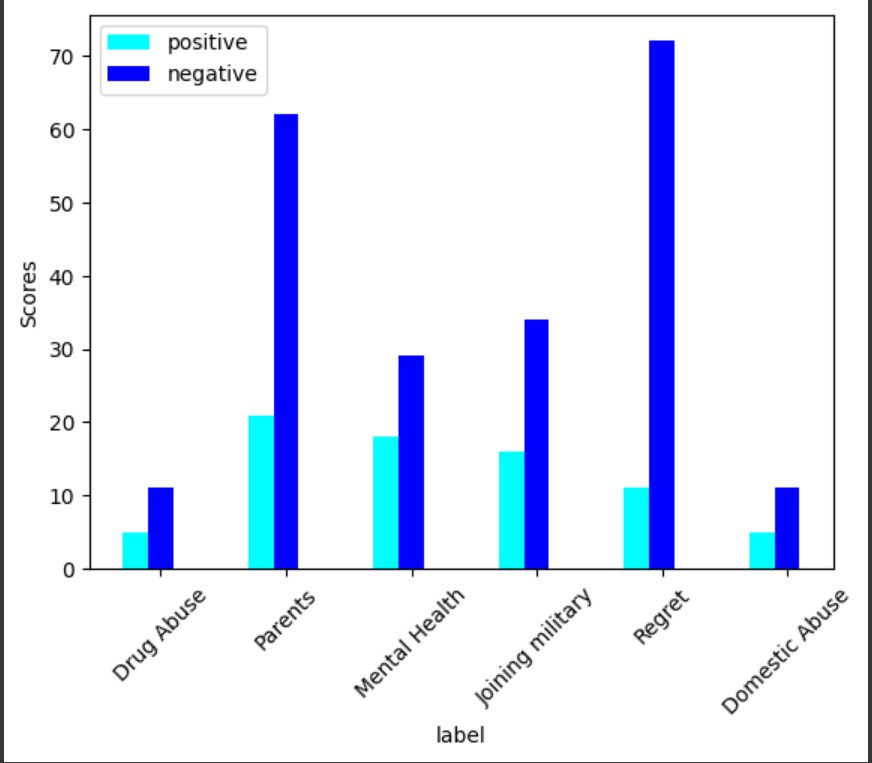 positive
negative
70
60
50
40
30
20
10
0
Scores
Drug Abuse
Parents
Mental Health
Joining military
Regret
Domestic Abuse
label